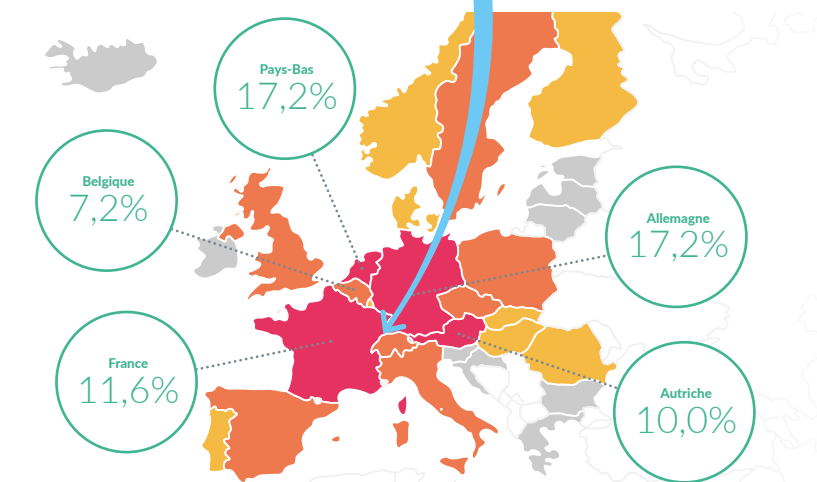 Pays-Bas
17,2%
Belgique
7,2%
Allemagne
17,2%
France
11,6%
Autriche
10,0%